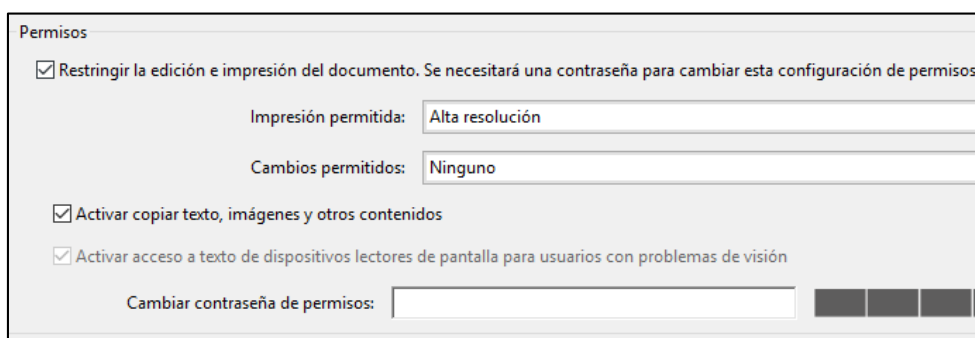 Permisos
Restringir la edición e impresión del documento. Se necesitará una contraseña para cambiar esta configuración de permisos
Impresión permitida: Alta resolución
Cambios permitidos: Ninguno
Activar copiar texto, imágenes y otros contenidos
Activar acceso a texto de dispositivos lectores de pantalla para usuarios con problemas de visión
Cambiar contraseña de permisos: